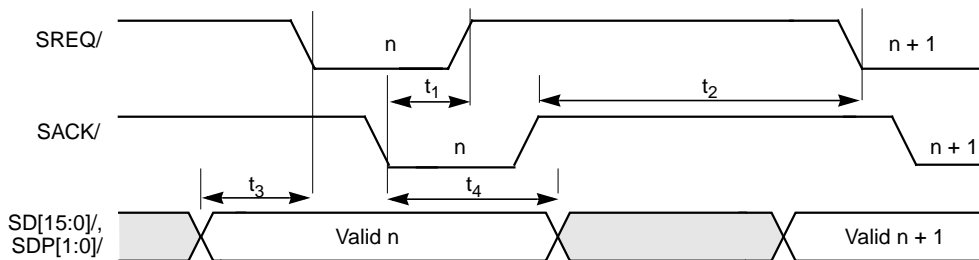 SREQ/
n
n + 1
t1
t2
SACK/
n
n + 1
t3
t4
SD[15:0]/,
SDP[1:0]/
Valid n
Valid n + 1